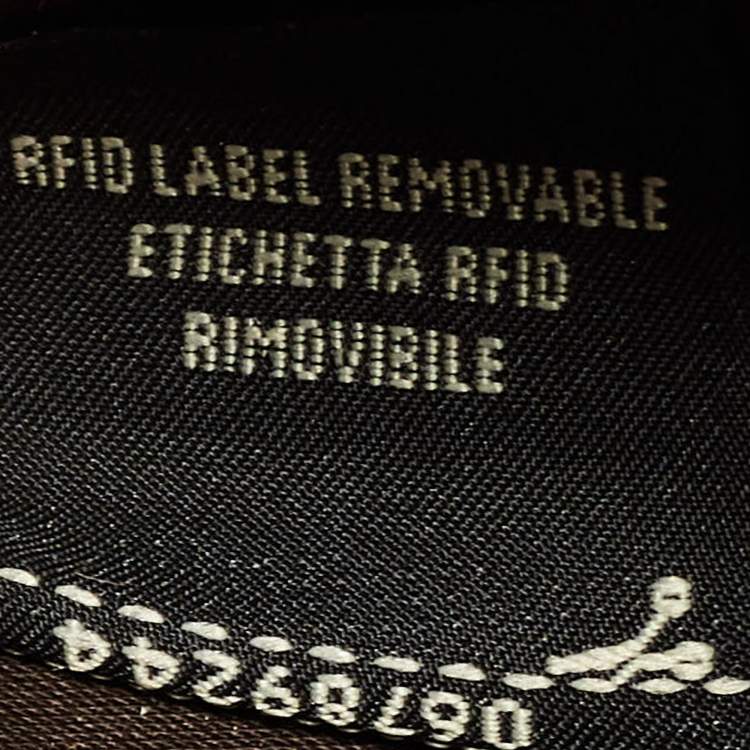 RFID LABEL REMOVABLE
ETICHETTA RFID
RIMOVIBILE